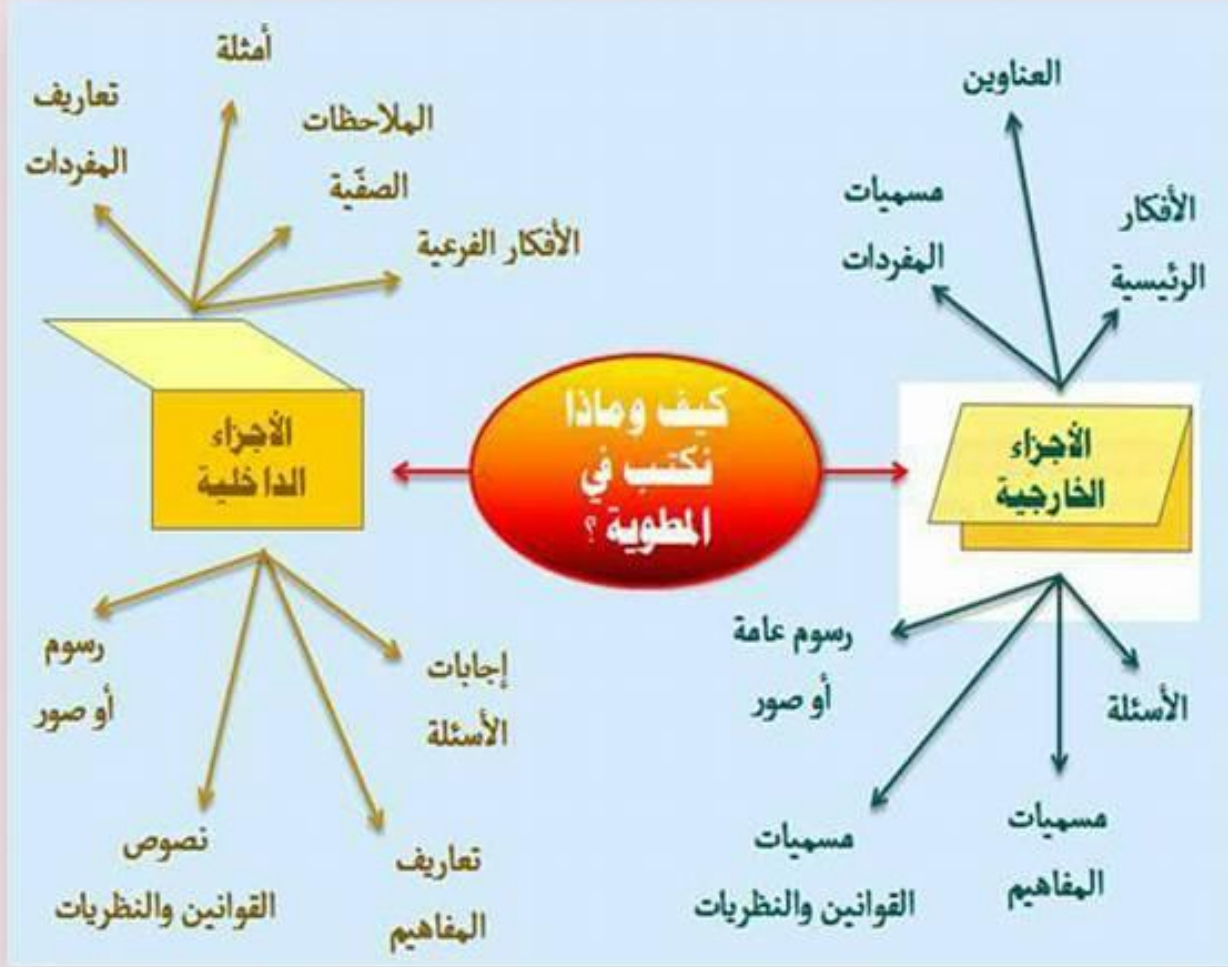 كيف وماذا
نكتب في
المطوية ؟
الأجزاء
الخارجية
العناوين
الأفكار
الرئيسية
مسميات
المفردات
رسوم عامة
أو صور
الأسئلة
مسميات
المفاهيم
مسميات
القوانين والنظريات
الأجزاء
الداخلية
أمثلة
تعاريف
المفردات
الملاحظات
الصفّية
الأفكار الفرعية
إجابات
الأسئلة
رسوم
أو صور
نصوص
القوانين والنظريات
تعاريف
المفاهيم